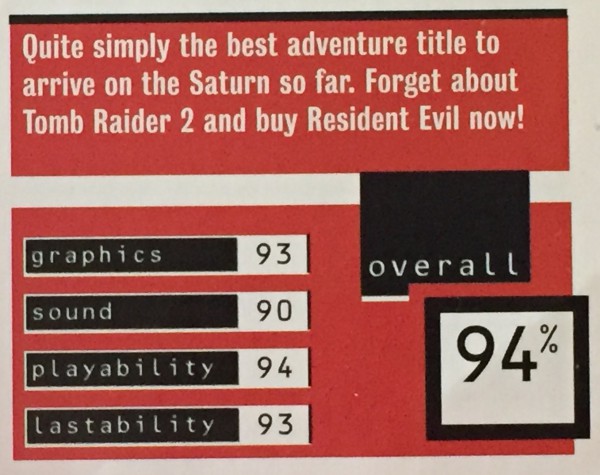 Quite simply the best adventure title to
arrive on the Saturn so far. Forget about
Tomb Raider 2 and buy Resident Evil now!
graphics 93
sound 90
playability 94
lastability 93
overall
94%